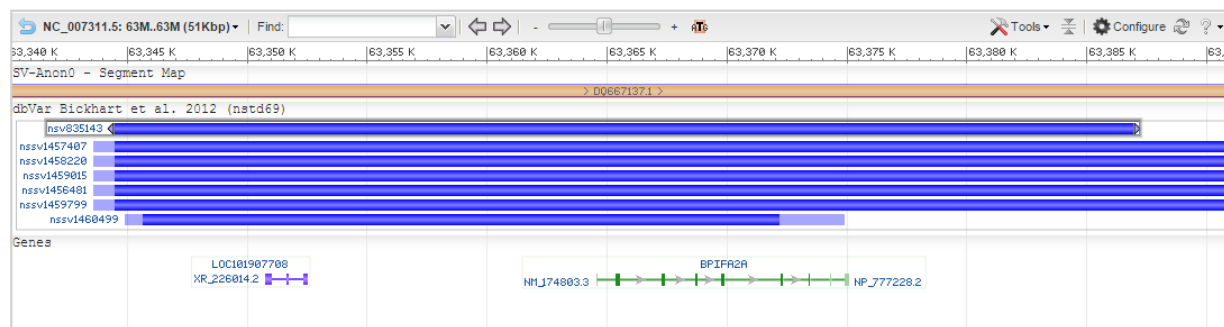 NC_007311.5: 63M..63M (51Kbp) Find: - + ATG Tools Configure ?
63,340 K 63,345 K 63,350 K 63,355 K 63,360 K 63,365 K 63,370 K 63,375 K 63,380 K 63,385 K 63,
SV-Anon0 - Segment Map
> DQ667137.1 >
dbVar Bickhart et al. 2012 (nstd69)
nsv835143
nssv1457407
nssv1458220
nssv1459015
nssv1456481
nssv1459799
nssv1460499
Genes
LOC101907708 BPIFA2A
XR_226014.2 NM_174803.3 NP_777228.2